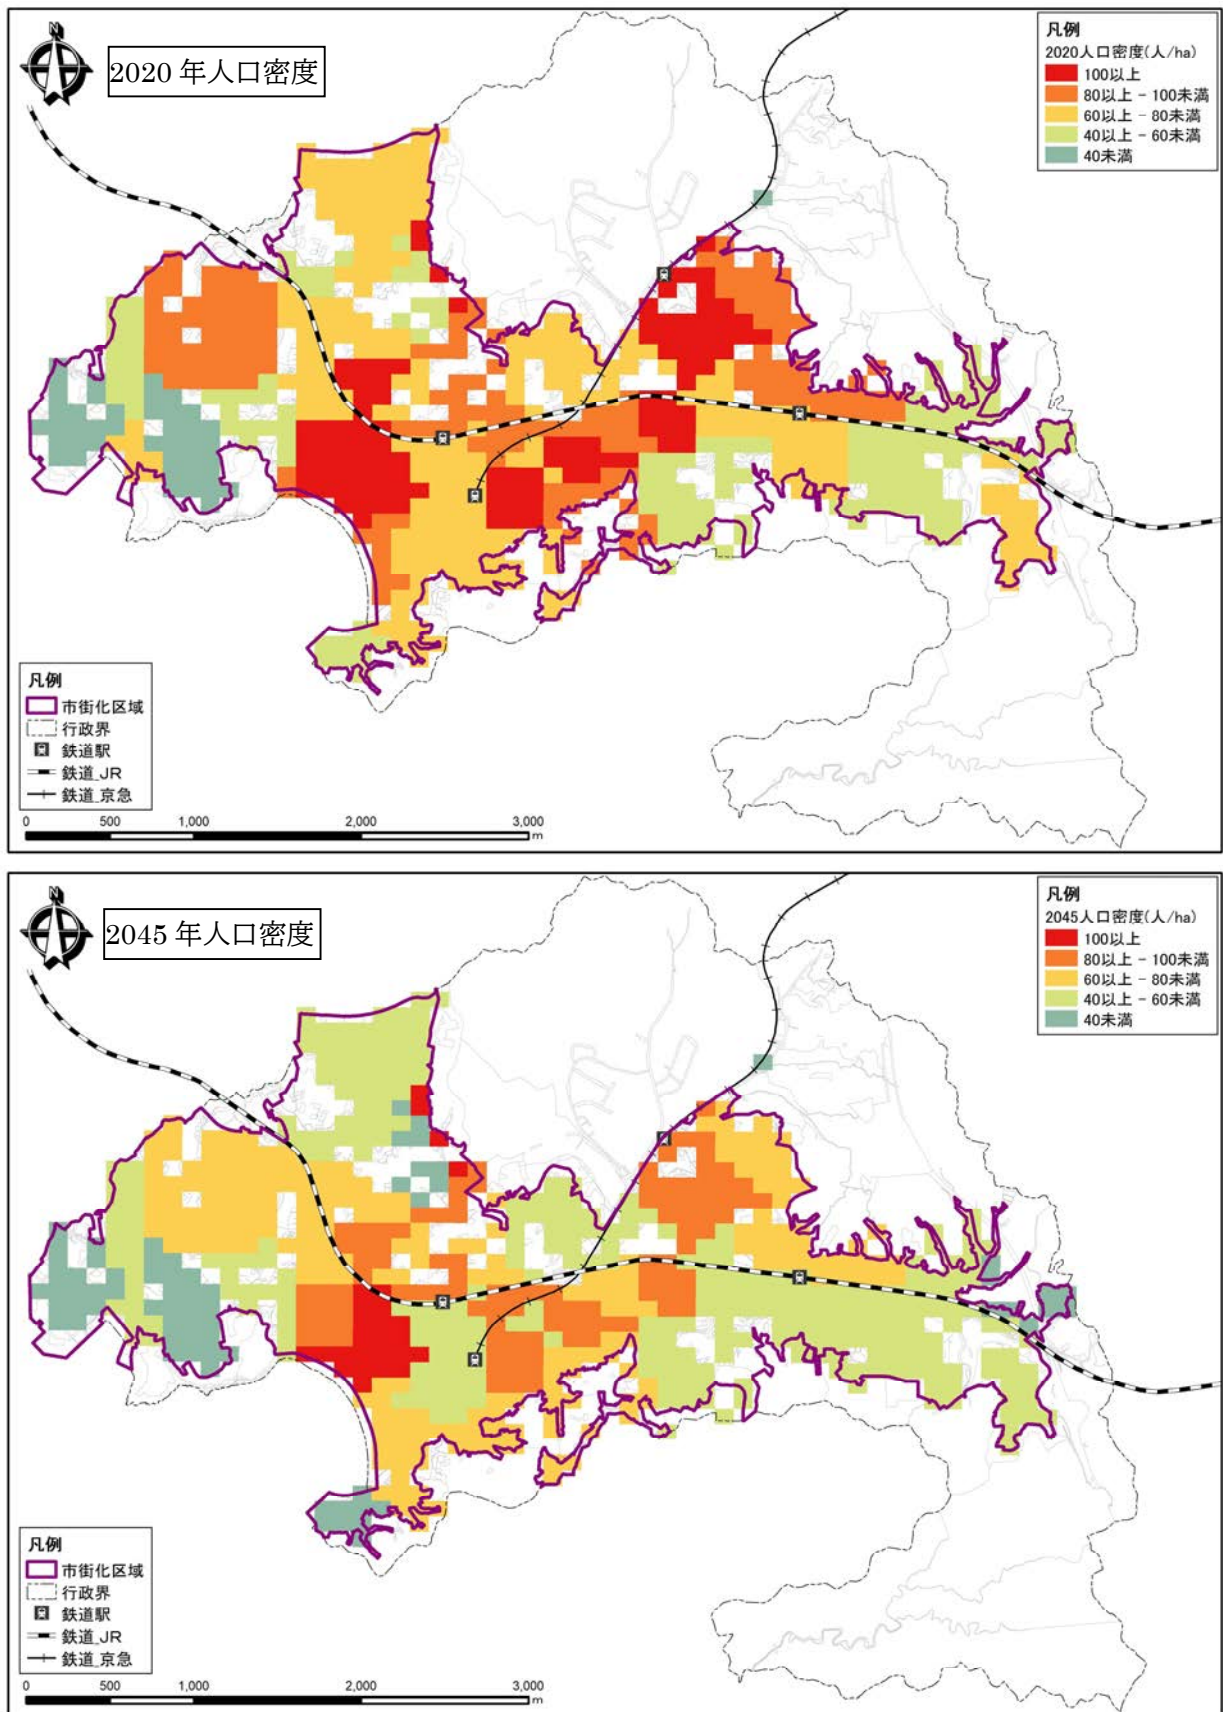 N
2020 年人口密度
凡例
2020人口密度(人/ha)
100以上
80以上 - 100未満
60以上 - 80未満
40以上 - 60未満
40未満
凡例
市街化区域
行政界
鉄道駅
鉄道_JR
鉄道_京急
0 500 1,000 2,000 3,000
m
N
2045 年人口密度
凡例
2045人口密度(人/ha)
100以上
80以上 - 100未満
60以上 - 80未満
40以上 - 60未満
40未満
凡例
市街化区域
行政界
鉄道駅
鉄道_JR
鉄道_京急
0 500 1,000 2,000 3,000
m